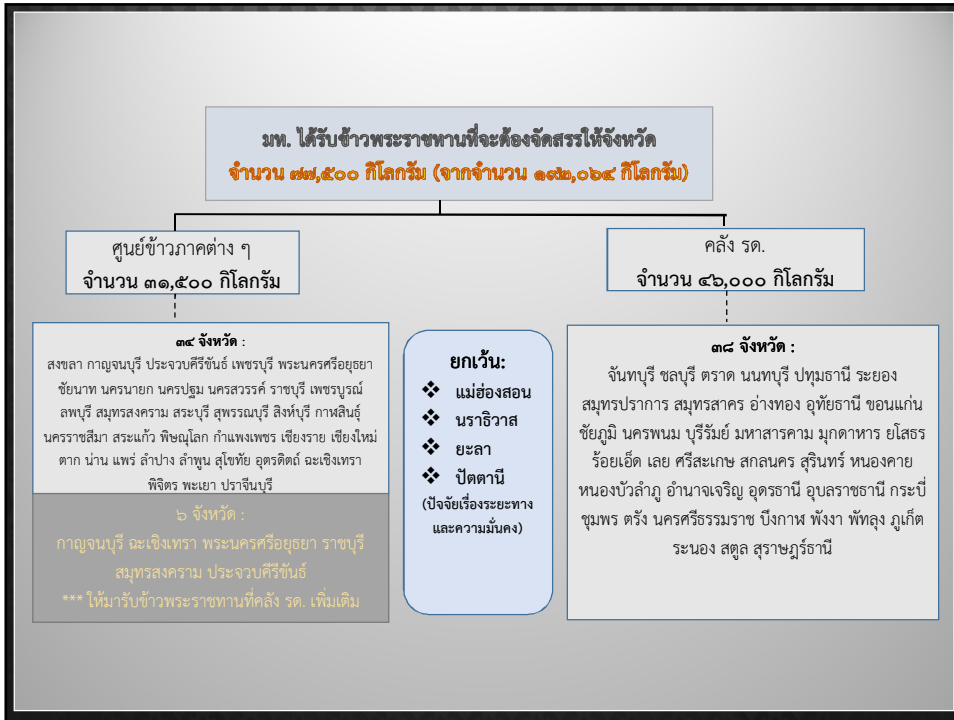 มท. ได้รับข้าวพระราชทานที่จะต้องจัดสรรให้จังหวัด
จำนวน ๗๗,๕๐๐ กิโลกรัม (จากจำนวน ๑๙๒,๐๖๔ กิโลกรัม)
ศูนย์ข้าวภาคต่าง ๆ
จำนวน ๓๑,๕๐๐ กิโลกรัม
คลัง รด.
จำนวน ๔๖,๐๐๐ กิโลกรัม
๓๔ จังหวัด :
สงขลา กาญจนบุรี ประจวบคีรีขันธ์ เพชรบุรี พระนครศรีอยุธยา
ชัยนาท นครนายก นครปฐม นครสวรรค์ ราชบุรี เพชรบูรณ์
ลพบุรี สมุทรสงคราม สระบุรี สุพรรณบุรี สิงห์บุรี กาฬสินธุ์
นครราชสีมา สระแก้ว พิษณุโลก กำแพงเพชร เชียงราย เชียงใหม่
ตาก น่าน แพร่ ลำปาง ลำพูน สุโขทัย อุตรดิตถ์ ฉะเชิงเทรา
พิจิตร พะเยา ปราจีนบุรี
๖ จังหวัด :
กาญจนบุรี ฉะเชิงเทรา พระนครศรีอยุธยา ราชบุรี
สมุทรสงคราม ประจวบคีรีขันธ์
*** ให้มารับข้าวพระราชทานที่คลัง รด. เพิ่มเติม
ยกเว้น:
❖ แม่ฮ่องสอน
❖ นราธิวาส
❖ ยะลา
❖ ปัตตานี
(ปัจจัยเรื่องระยะทาง
และความมั่นคง)
๓๘ จังหวัด :
จันทบุรี ชลบุรี ตราด นนทบุรี ปทุมธานี ระยอง
สมุทรปราการ สมุทรสาคร อ่างทอง อุทัยธานี ขอนแก่น
ชัยภูมิ นครพนม บุรีรัมย์ มหาสารคาม มุกดาหาร ยโสธร
ร้อยเอ็ด เลย ศรีสะเกษ สกลนคร สุรินทร์ หนองคาย
หนองบัวลำภู อำนาจเจริญ อุดรธานี อุบลราชธานี กระบี่
ชุมพร ตรัง นครศรีธรรมราช บึงกาฬ พังงา พัทลุง ภูเก็ต
ระนอง สตูล สุราษฎร์ธานี